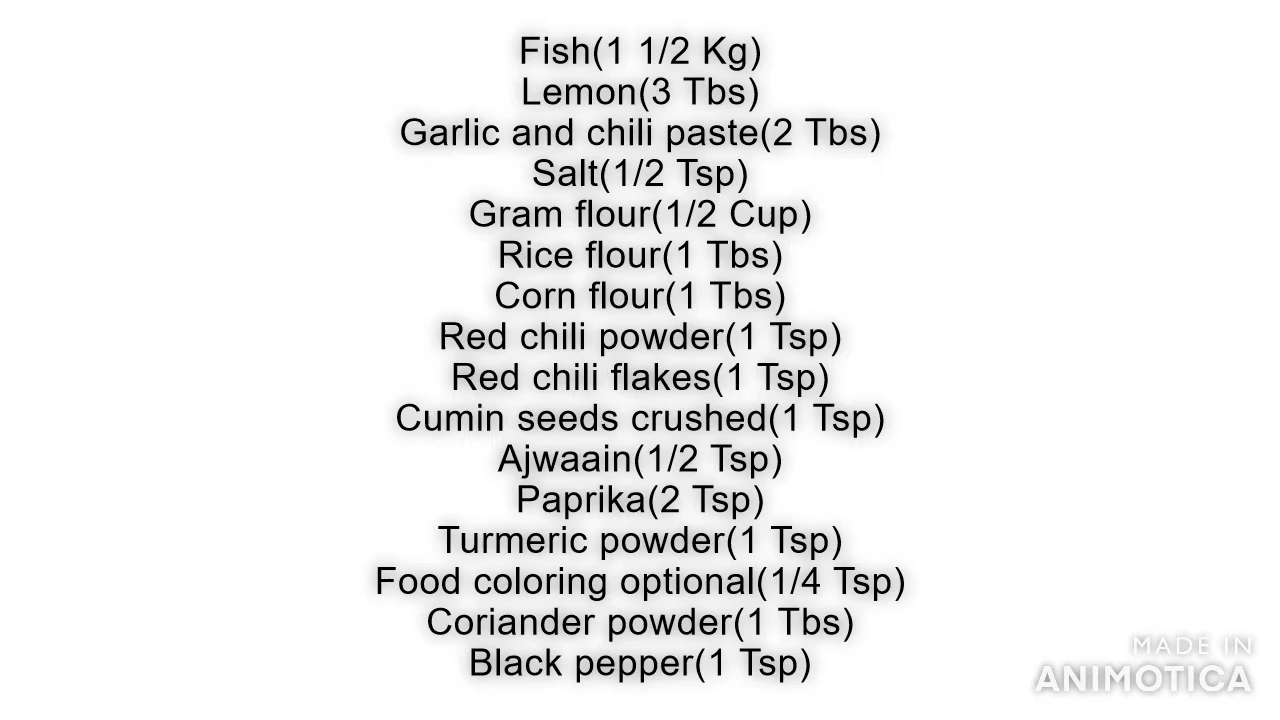 Fish(1 1/2 Kg)
Lemon(3 Tbs)
Garlic and chili paste(2 Tbs)
Salt(1/2 Tsp)
Gram flour(1/2 Cup)
Rice flour(1 Tbs)
Corn flour(1 Tbs)
Red chili powder(1 Tsp)
Red chili flakes(1 Tsp)
Cumin seeds crushed(1 Tsp)
Ajwaain(1/2 Tsp)
Paprika(2 Tsp)
Turmeric powder(1 Tsp)
Food coloring optional(1/4 Tsp)
Coriander powder(1 Tbs)
Black pepper(1 Tsp)
MADE IN
ANIMOTICA